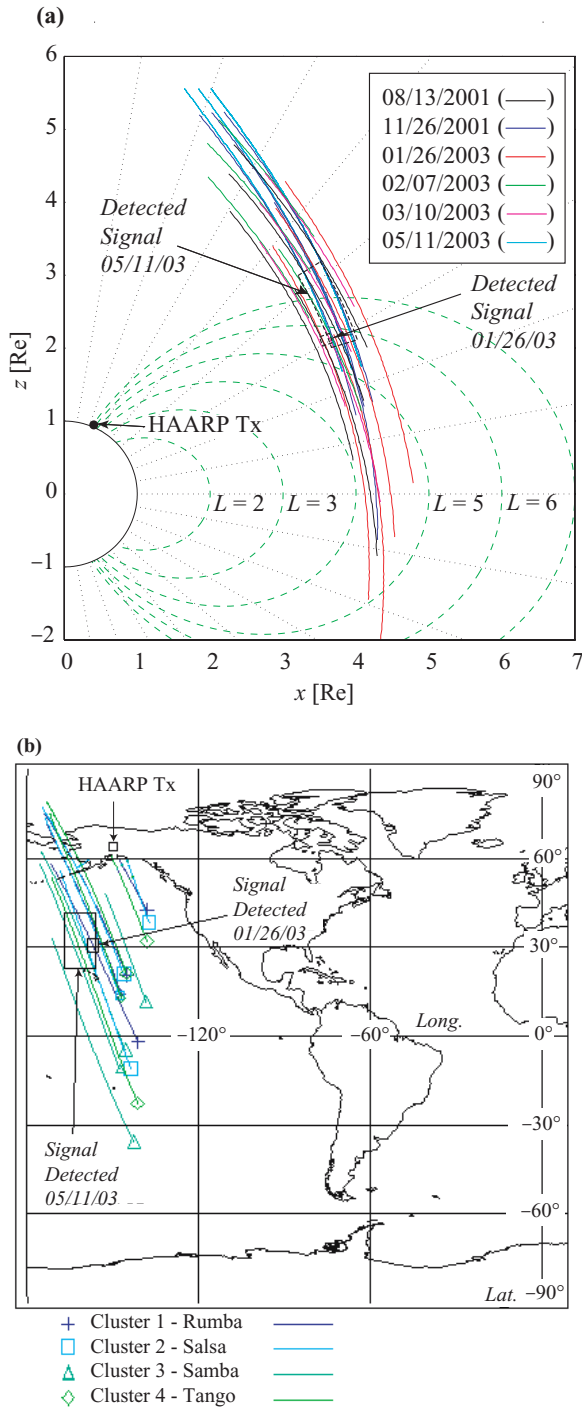 (a)
6
5
4
3
2
1
0
−1
−2
z [Re]
08/13/2001 (—)
11/26/2001 (—)
01/26/2003 (—)
02/07/2003 (—)
03/10/2003 (—)
05/11/2003 (—)
Detected
Signal
05/11/03
Detected
Signal
01/26/03
HAARP Tx
L = 2
L = 3
L = 5
L = 6
0
1
2
3
4
5
6
7
x [Re]
(b)
HAARP Tx
90°
60°
Signal
Detected
01/26/03
30°
Long.
−120°
−60°
0°
−30°
Signal
Detected
05/11/03
−60°
Lat.
−90°
Cluster 1 - Rumba
Cluster 2 - Salsa
Cluster 3 - Samba
Cluster 4 - Tango